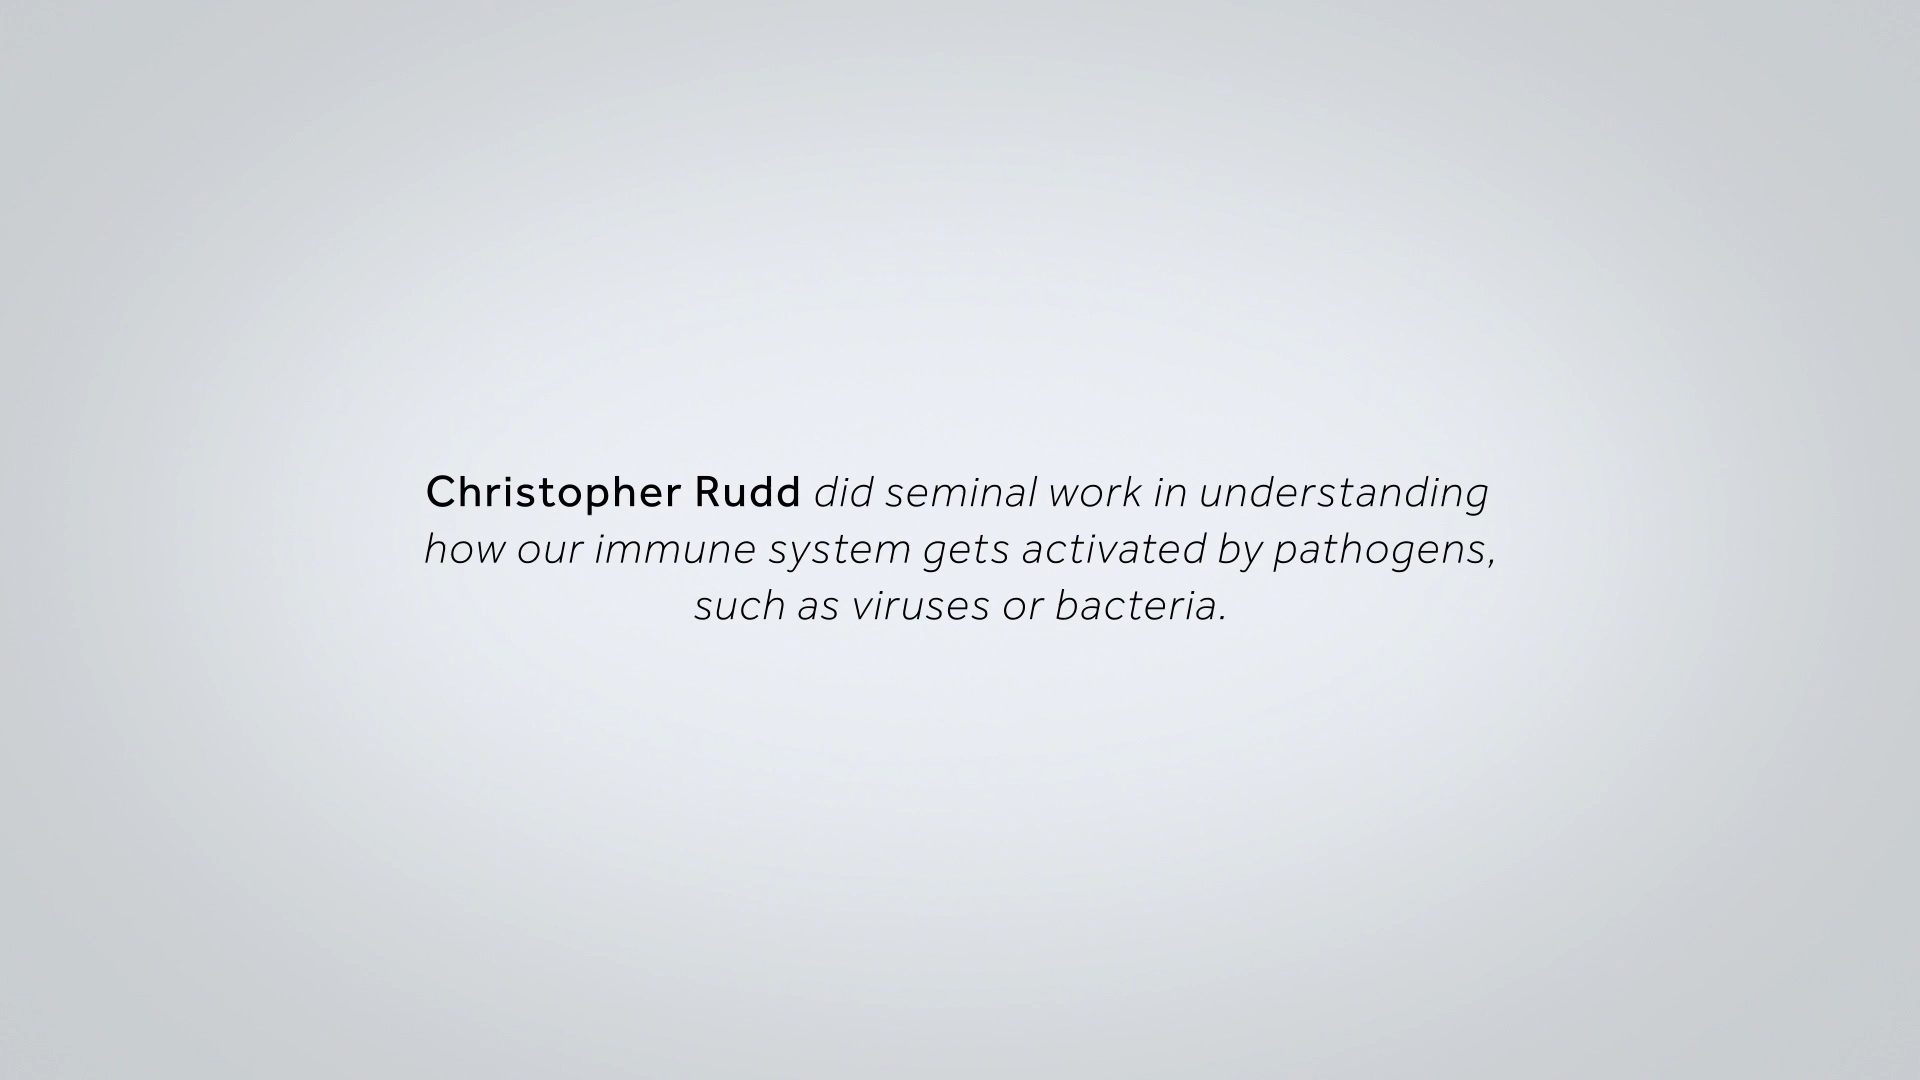 Christopher Rudd did seminal work in understanding
how our immune system gets activated by pathogens,
such as viruses or bacteria.